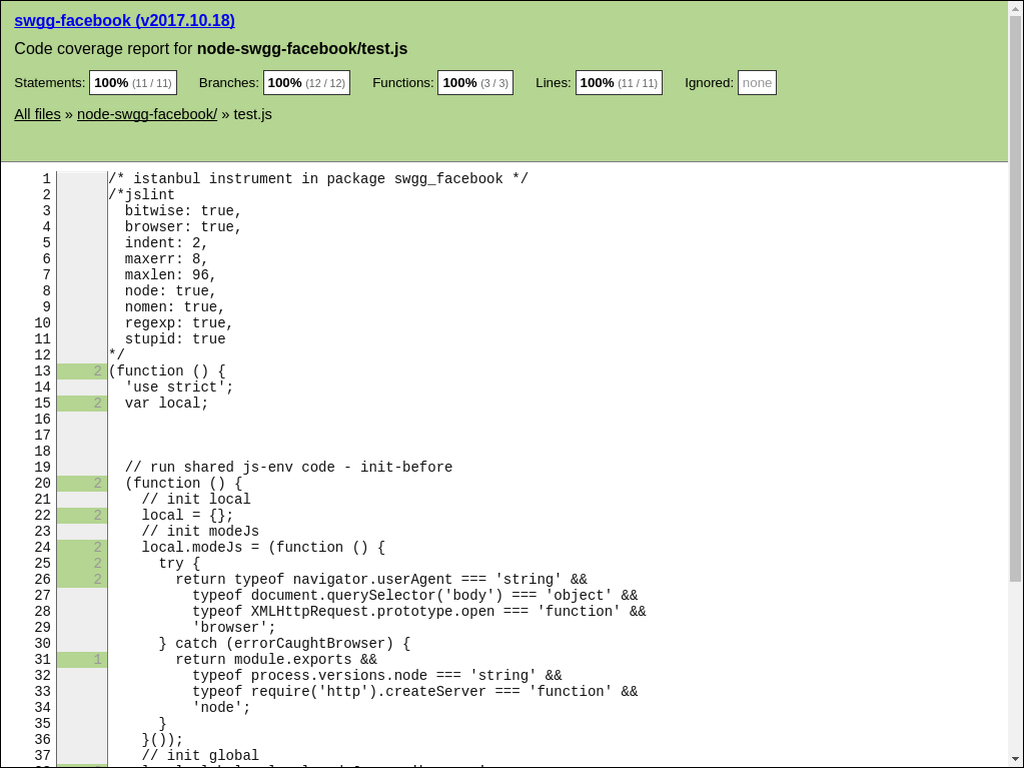 swgg-facebook (v2017.10.18)
Code coverage report for node-swgg-facebook/test.js
Statements: 100% (11 / 11) Branches: 100% (12 / 12) Functions: 100% (3 / 3) Lines: 100% (11 / 11) Ignored: none
All files » node-swgg-facebook/ » test.js
1 /* istanbul instrument in package swgg_facebook */
2 /*jslint
3 bitwise: true,
4 browser: true,
5 indent: 2,
6 maxerr: 8,
7 maxlen: 96,
8 node: true,
9 nomen: true,
10 regexp: true,
11 stupid: true
12 */
13 2 (function () {
14 'use strict';
15 2 var local;
16
17
18
19 // run shared js-env code - init-before
20 2 (function () {
21 // init local
22 2 local = {};
23 // init modeJs
24 2 local.modeJs = (function () {
25 2 try {
26 2 return typeof navigator.userAgent === 'string' &&
27 typeof document.querySelector('body') === 'object' &&
28 typeof XMLHttpRequest.prototype.open === 'function' &&
29 'browser';
30 } catch (errorCaughtBrowser) {
31 1 return module.exports &&
32 typeof process.versions.node === 'string' &&
33 typeof require('http').createServer === 'function' &&
34 'node';
35 }
36 }());
37 // init global